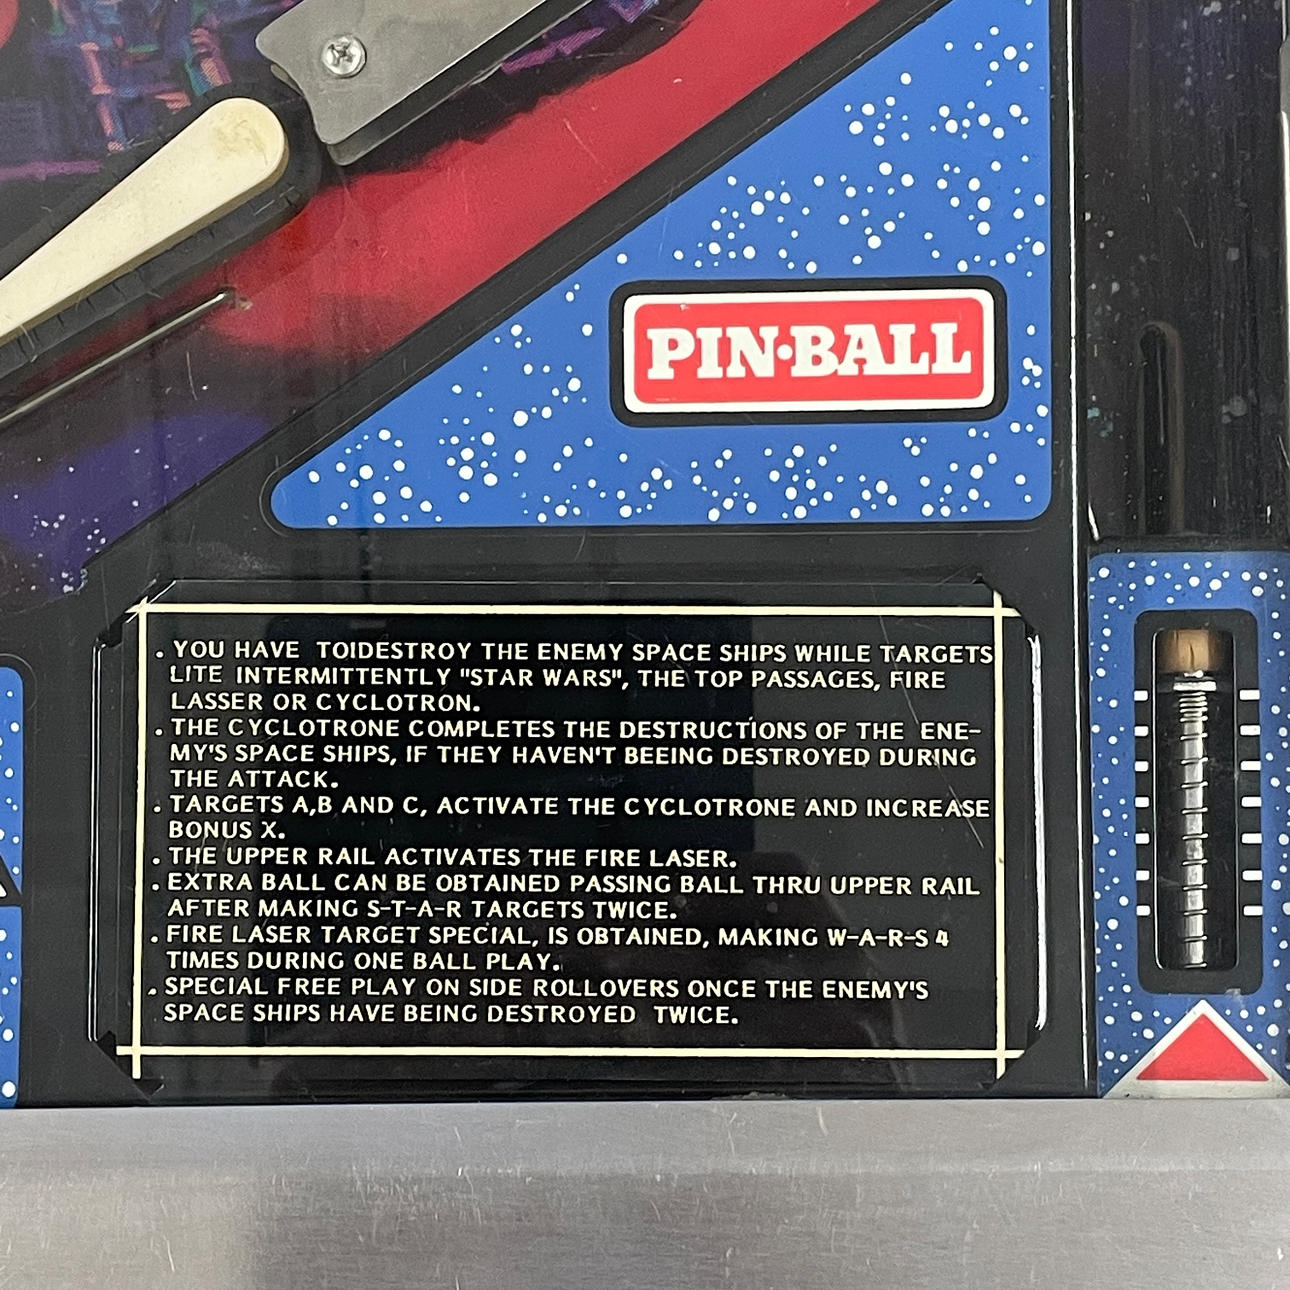 PIN·BALL
. YOU HAVE TOIDESTROY THE ENEMY SPACE SHIPS WHILE TARGETS
LITE INTERMITTENTLY "STAR WARS", THE TOP PASSAGES, FIRE
LASSER OR CYCLOTRON.
. THE CYCLOTRONE COMPLETES THE DESTRUCTIONS OF THE ENE-
MY'S SPACE SHIPS, IF THEY HAVEN'T BEEING DESTROYED DURING
THE ATTACK.
. TARGETS A,B AND C, ACTIVATE THE CYCLOTRONE AND INCREASE
BONUS X.
. THE UPPER RAIL ACTIVATES THE FIRE LASER.
. EXTRA BALL CAN BE OBTAINED PASSING BALL THRU UPPER RAIL
AFTER MAKING S-T-A-R TARGETS TWICE.
. FIRE LASER TARGET SPECIAL, IS OBTAINED, MAKING W-A-R-S 4
TIMES DURING ONE BALL PLAY.
. SPECIAL FREE PLAY ON SIDE ROLLOVERS ONCE THE ENEMY'S
SPACE SHIPS HAVE BEING DESTROYED TWICE.